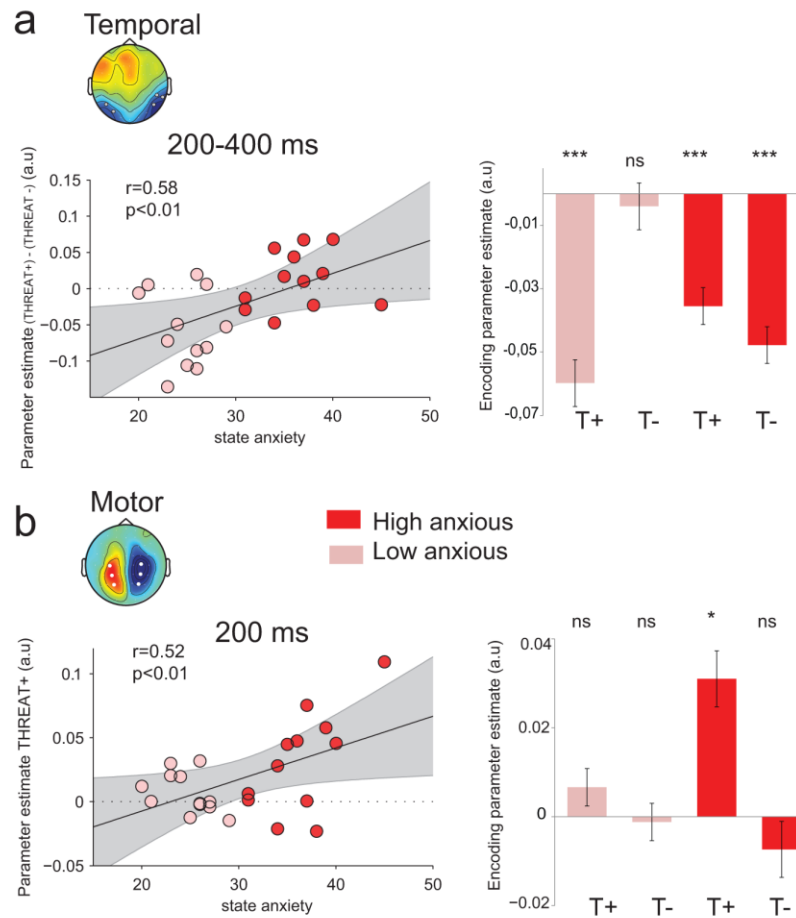 a
Temporal
200-400 ms
r=0.58
p<0.01
Parameter estimate (THREAT+) - (THREAT -) (a.u)
0.15
0.1
0.05
0
-0.05
-0.1
20 30 40 50
state anxiety
*** ns *** ***
Encoding parameter estimate (a.u)
-0,01
-0,03
-0,05
-0,07
T+ T- T+ T-
b
Motor
High anxious
Low anxious
200 ms
r=0.52
p<0.01
Parameter estimate THREAT+ (a.u)
0.1
0.05
0
-0.05
20 30 40 50
state anxiety
ns ns * ns
Encoding parameter estimate (a.u)
0.04
0.02
0
-0.02
T+ T- T+ T-